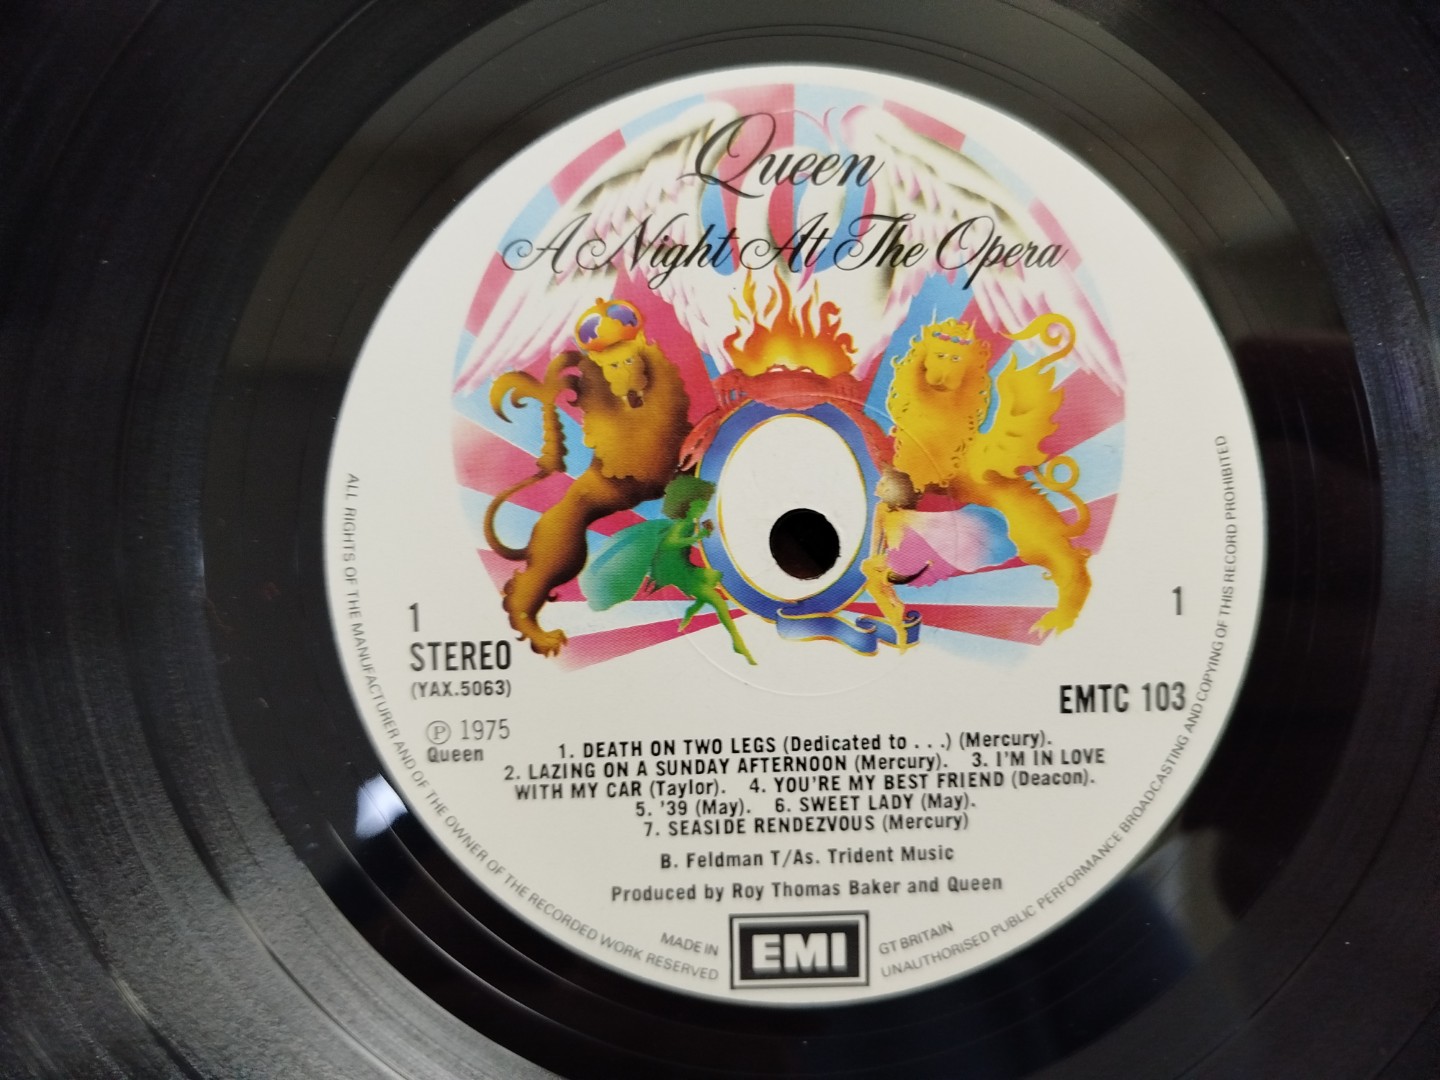 Queen
A Night At The Opera
1
STEREO
(YAX.5063)
Ⓟ 1975
Queen
1
EMTC 103
1. DEATH ON TWO LEGS (Dedicated to . . .) (Mercury).
2. LAZING ON A SUNDAY AFTERNOON (Mercury). 3. I'M IN LOVE
WITH MY CAR (Taylor). 4. YOU'RE MY BEST FRIEND (Deacon).
5. '39 (May). 6. SWEET LADY (May).
7. SEASIDE RENDEZVOUS (Mercury)
B. Feldman T/As. Trident Music
Produced by Roy Thomas Baker and Queen
MADE IN
EMI
GT BRITAIN
ALL RIGHTS OF THE MANUFACTURER AND OF THE OWNER OF THE RECORDED WORK RESERVED
UNAUTHORISED PUBLIC PERFORMANCE BROADCASTING AND COPYING OF THIS RECORD PROHIBITED